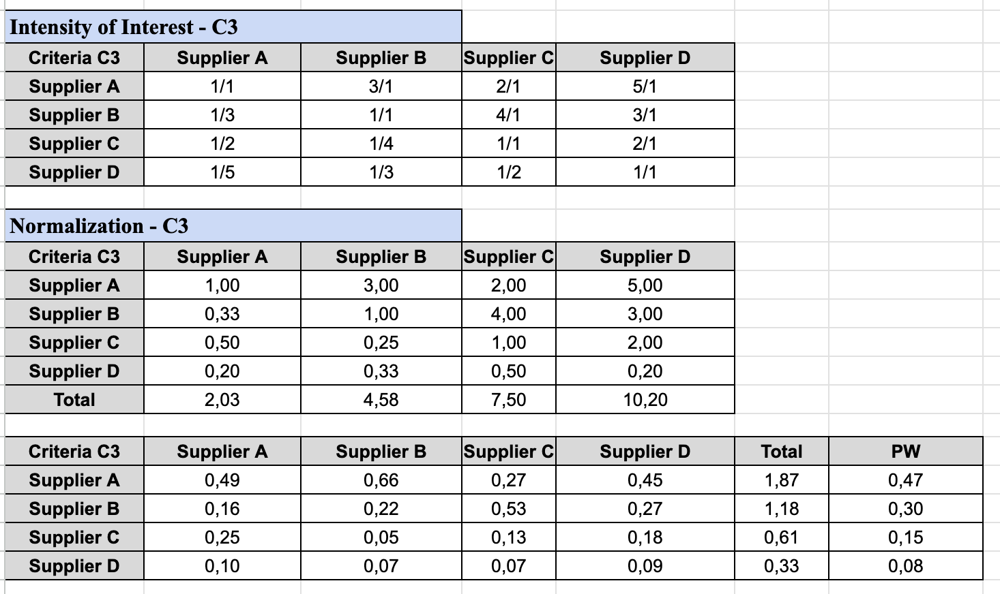 Intensity of Interest - C3
Criteria C3 Supplier A Supplier B Supplier C Supplier D
Supplier A 1/1 3/1 2/1 5/1
Supplier B 1/3 1/1 4/1 3/1
Supplier C 1/2 1/4 1/1 2/1
Supplier D 1/5 1/3 1/2 1/1
Normalization - C3
Criteria C3 Supplier A Supplier B Supplier C Supplier D
Supplier A 1,00 3,00 2,00 5,00
Supplier B 0,33 1,00 4,00 3,00
Supplier C 0,50 0,25 1,00 2,00
Supplier D 0,20 0,33 0,50 0,20
Total 2,03 4,58 7,50 10,20
Criteria C3 Supplier A Supplier B Supplier C Supplier D Total PW
Supplier A 0,49 0,66 0,27 0,45 1,87 0,47
Supplier B 0,16 0,22 0,53 0,27 1,18 0,30
Supplier C 0,25 0,05 0,13 0,18 0,61 0,15
Supplier D 0,10 0,07 0,07 0,09 0,33 0,08